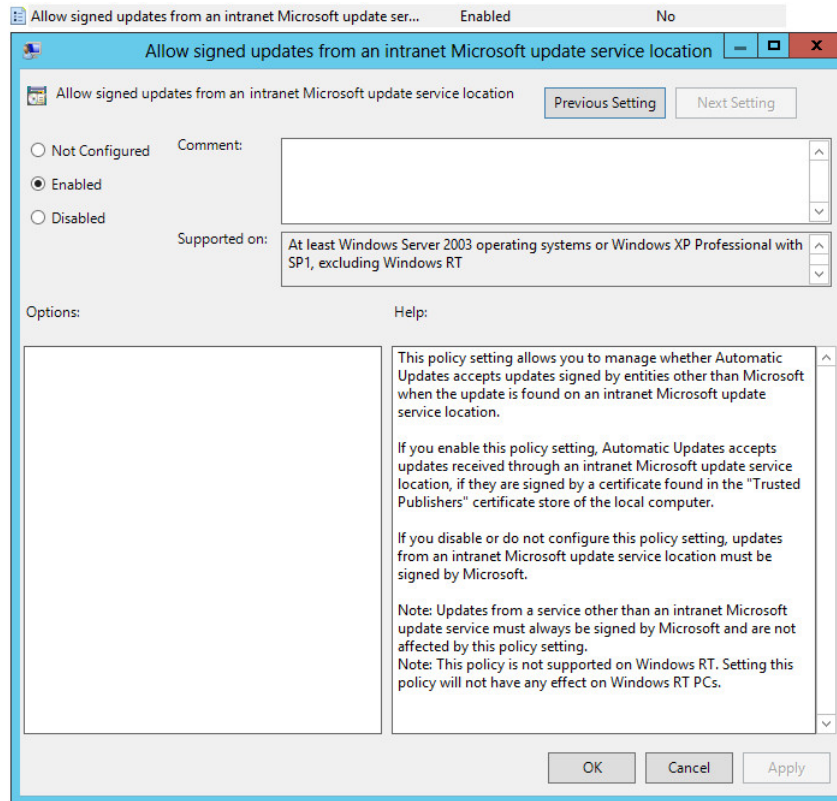 Allow signed updates from an intranet Microsoft update ser... Enabled No
Allow signed updates from an intranet Microsoft update service location
Allow signed updates from an intranet Microsoft update service location
Previous Setting Next Setting
Not Configured Comment:
Enabled
Disabled
Supported on: At least Windows Server 2003 operating systems or Windows XP Professional with
SP1, excluding Windows RT
Options: Help:
This policy setting allows you to manage whether Automatic
Updates accepts updates signed by entities other than Microsoft
when the update is found on an intranet Microsoft update
service location.
If you enable this policy setting, Automatic Updates accepts
updates received through an intranet Microsoft update service
location, if they are signed by a certificate found in the "Trusted
Publishers" certificate store of the local computer.
If you disable or do not configure this policy setting, updates
from an intranet Microsoft update service location must be
signed by Microsoft.
Note: Updates from a service other than an intranet Microsoft
update service must always be signed by Microsoft and are not
affected by this policy setting.
Note: This policy is not supported on Windows RT. Setting this
policy will not have any effect on Windows RT PCs.
OK Cancel Apply